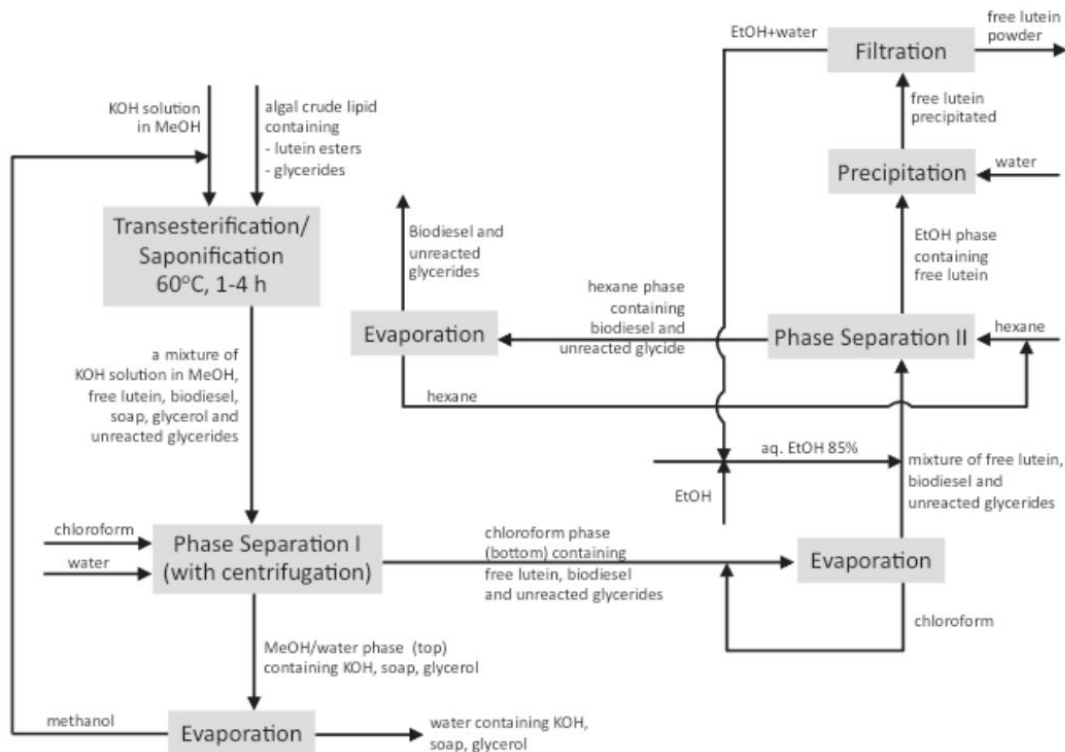 EtOH+water
Filtration
free lutein
powder
KOH solution
in MeOH
algal crude lipid
containing
- lutein esters
- glycerides
free lutein
precipitated
Precipitation
water
Transesterification/
Saponification
60°C, 1-4 h
Biodiesel and
unreacted
glycerides
EtOH phase
containing
free lutein
hexane phase
containing
biodiesel and
unreacted glycide
Evaporation
Phase Separation II
hexane
a mixture of
KOH solution in MeOH,
free lutein, biodiesel,
soap, glycerol and
unreacted glycerides
hexane
aq. EtOH 85%
EtOH
mixture of free lutein,
biodiesel and
unreacted glycerides
chloroform
water
Phase Separation I
(with centrifugation)
chloroform phase
(bottom) containing
free lutein, biodiesel
and unreacted glycerides
Evaporation
chloroform
MeOH/water phase (top)
containing KOH, soap, glycerol
methanol
Evaporation
water containing KOH,
soap, glycerol